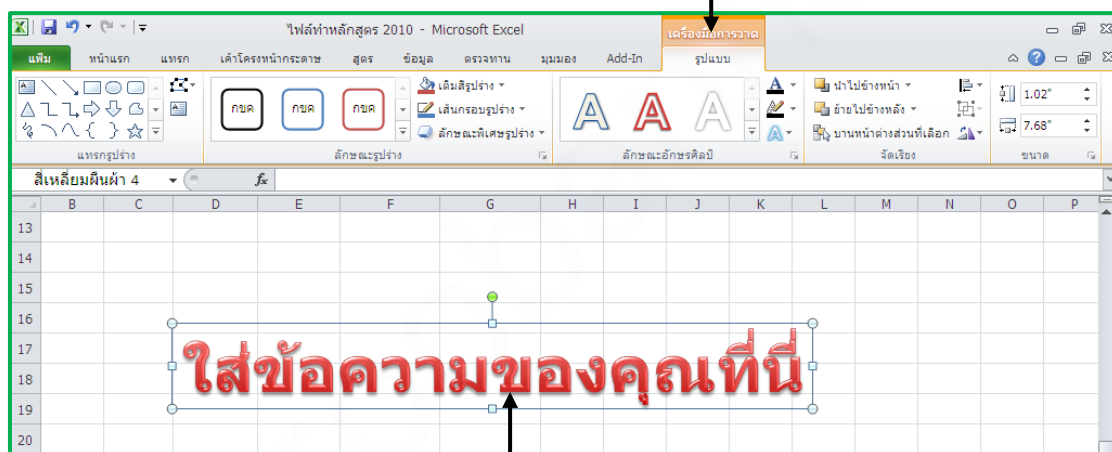 ไฟล์ทำหลักสูตร 2010 - Microsoft Excel
เครื่องมือการวาด
แฟ้ม หน้าแรก แทรก เค้าโครงหน้ากระดาษ สูตร ข้อมูล ตรวจทาน มุมมอง Add-In รูปแบบ
กขค กขค กขค
เติมสีรูปร่าง
เส้นกรอบรูปร่าง
ลักษณะพิเศษรูปร่าง
A A A
นำไปข้างหน้า
ย้ายไปข้างหลัง
บานหน้าต่างส่วนที่เลือก
1.02"
7.68"
แทรกรูปร่าง ลักษณะรูปร่าง ลักษณะอักษรศิลป์ จัดเรียง ขนาด
สี่เหลี่ยมผืนผ้า 4 fx
B C D E F G H I J K L M N O P
13
14
15
16
17
18
19
20
ใส่ข้อความของคุณที่นี่